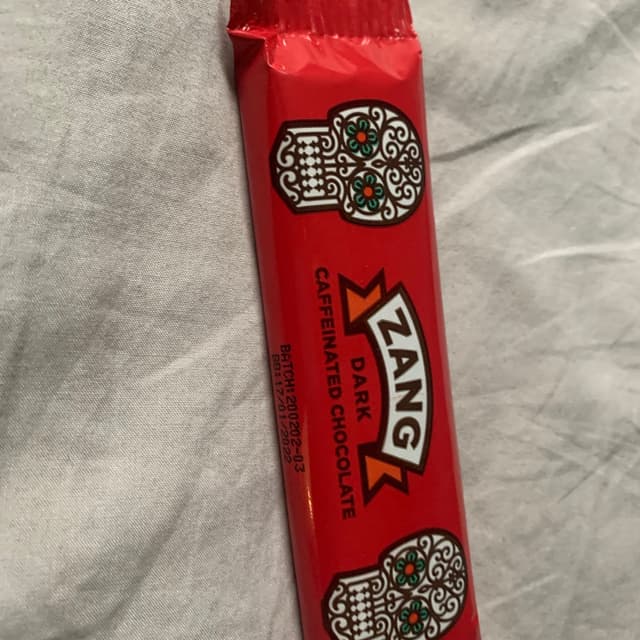 ZANG
DARK
CAFFEINATED CHOCOLATE
BATCH:200202-03
BB:17/01/2022